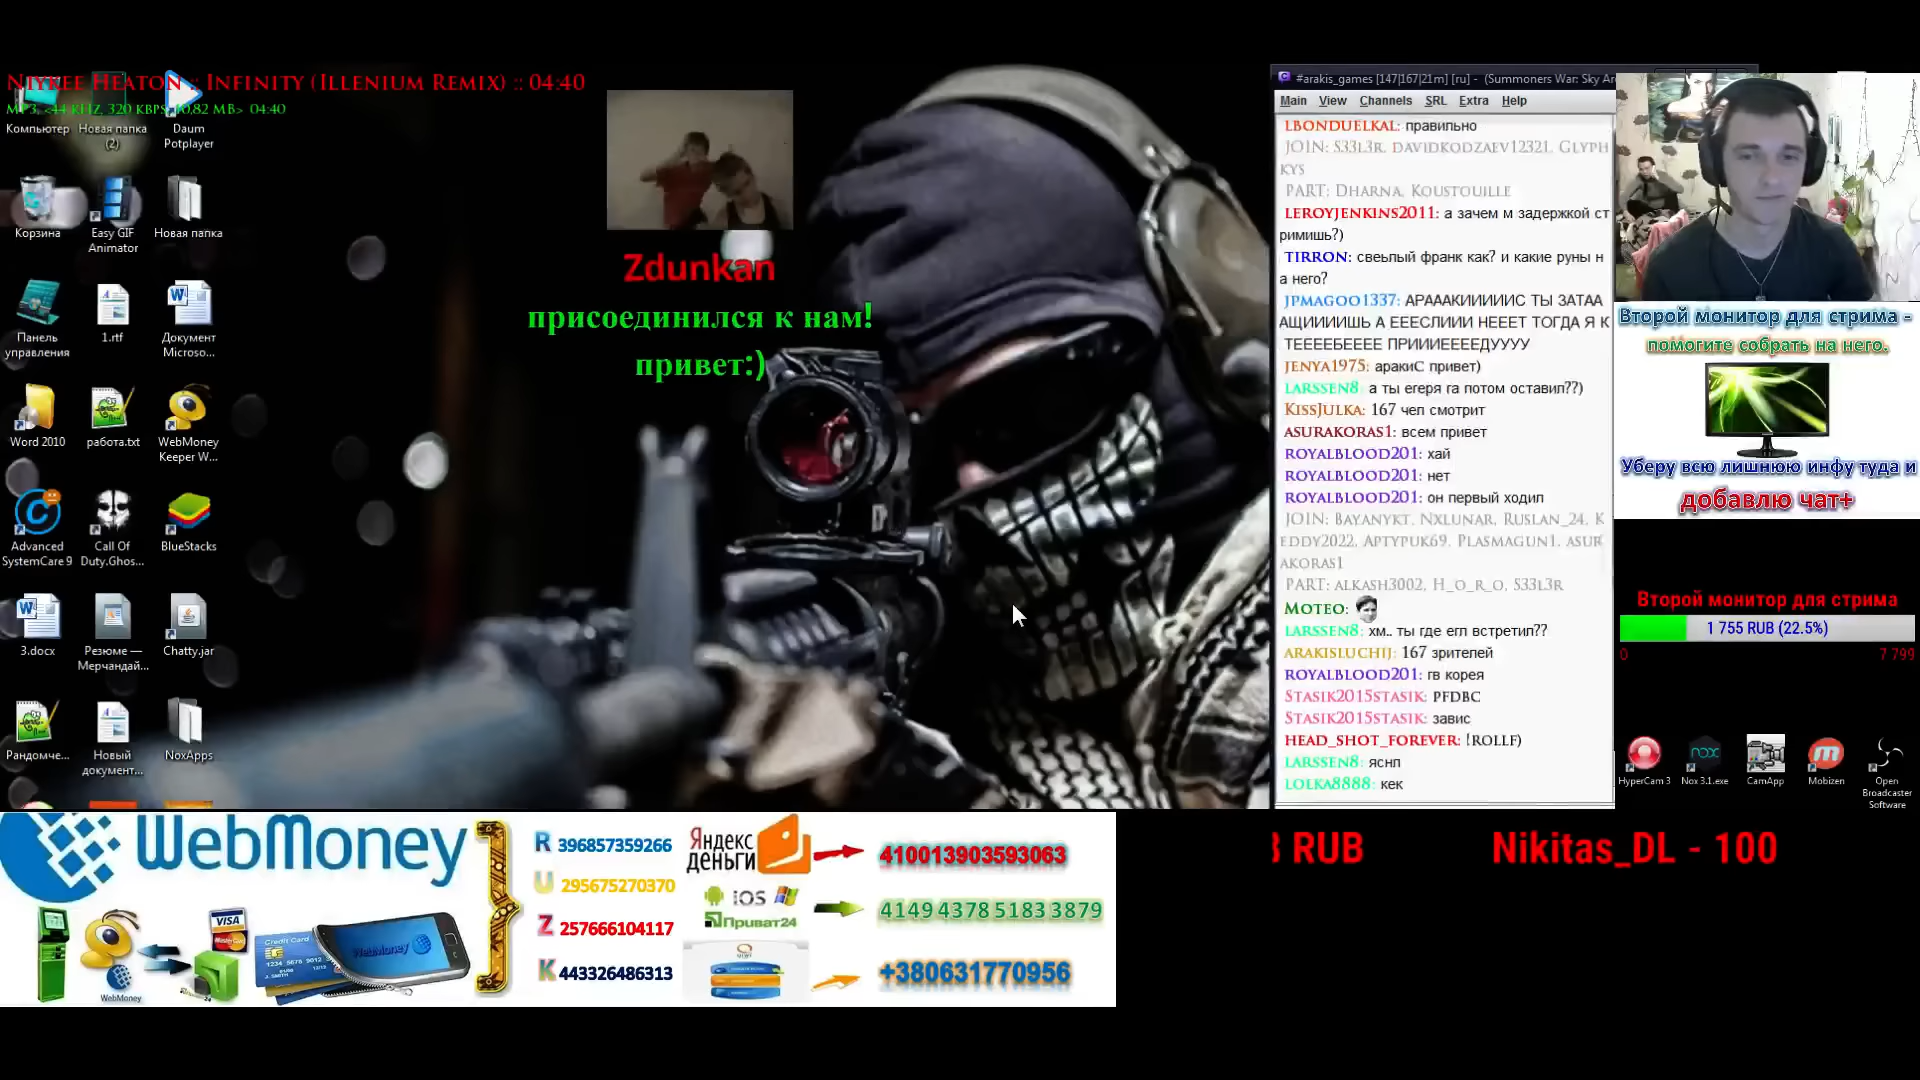 Niykee Heaton :: Infinity (Illenium Remix) :: 04:40
MP3, <44 kHz, 320 kbps, 10,82 MB> 04:40
Компьютер
Новая папка (2)
Daum Potplayer
Корзина
Easy GIF Animator
Новая папка
Панель управления
1.rtf
Документ Microso...
Word 2010
работа.txt
WebMoney Keeper W...
Advanced SystemCare 9
Call Of Duty.Ghos...
BlueStacks
3.docx
Резюме — Мерчандай...
Chatty.jar
Рандомче...
Новый документ...
NoxApps
Zdunkan
присоединился к нам!
привет:)
#arakis_games [147|167|21m] [ru] - (Summoners War: Sky Ar
Main View Channels SRL Extra Help
LBONDUELKAL: правильно
JOIN: S33L3R, DAVIDKODZAEV12321, GLYPH
KYS
PART: DHARNA, KOUSTOUILLE
LEROYJENKINS2011: а зачем м задержкой ст
римишь?)
TIRRON: свеьлый франк как? и какие руны н
а него?
JPMAGOO1337: АРАААКИИИИИС ТЫ ЗАТАА
АЩИИИИШЬ А ЕЕЕСЛИИИ НЕЕЕТ ТОГДА Я К
ТЕЕЕЕБЕЕЕЕ ПРИИИЕЕЕЕДУУУУ
JENYA1975: аракиС привет)
LARSSEN8: а ты егеря га потом оставил??)
KISSJULKA: 167 чел смотрит
ASURAKORAS1: всем привет
ROYALBLOOD201: хай
ROYALBLOOD201: нет
ROYALBLOOD201: он первый ходил
JOIN: BAYANYKT, NXLUNAR, RUSLAN_24, K
EDDY2022, APTYPUK69, PLASMAGUN1, ASUR
AKORAS1
PART: ALKASH3002, H_O_R_O, S33L3R
MOTEO:
LARSSEN8: хм.. ты где егл встретил??
ARAKISLUCHIJ: 167 зрителей
ROYALBLOOD201: гв корея
STASIK2015STASIK: PFDBC
STASIK2015STASIK: завис
HEAD_SHOT_FOREVER: !ROLLF)
LARSSEN8: яснп
LOLKA8888: кек
Второй монитор для стрима -
помогите собрать на него.
Уберу всю лишнюю инфу туда и
добавлю чат+
Второй монитор для стрима
1 755 RUB (22.5%)
0 7 799
HyperCam 3
Nox 3.1.exe
CamApp
Mobizen
Open Broadcaster Software
RUB Nikitas_DL - 100
WebMoney
VISA
MasterCard
Credit Card
WebMoney
WebMoney
R 396857359266
U 295675270370
Z 257666104117
K 443326486313
Яндекс
деньги
410013903593063
iOS
Приват24
4149 4378 5183 3879
+380631770956